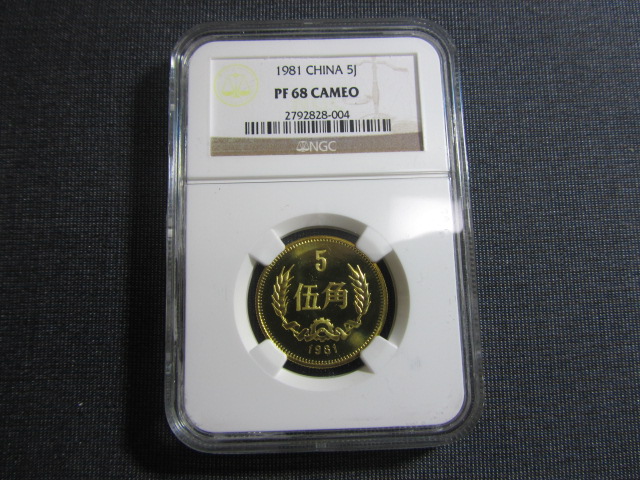 1981 CHINA 5J
PF 68 CAMEO
2792828-004
NGC
5
伍角
1981